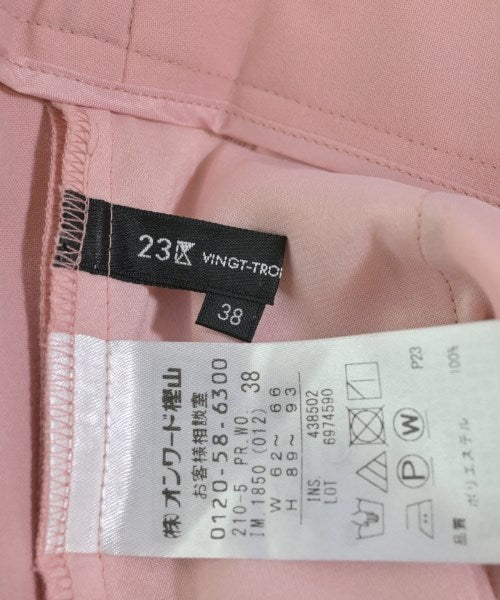 23区 VINGT-TROI
38
(株)オンワード樫山
お客様相談室
0120-58-6300
210-5 PR.WO.
IM 1850 (012) 38
W 62~ 66
H 89~ 93
INS. 438502
LOT 6974590
P W
P23
品質 ポリエステル 100%